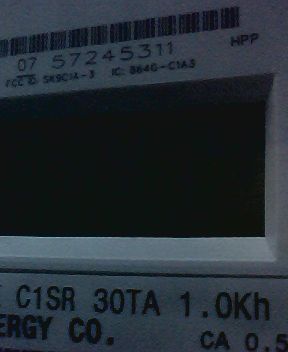 07 57245311
HPP
FCC ID: SK9C1A-3 IC: 864G-C1A3
C1SR 30TA 1.0Kh
ERGY CO.
CA 0.5